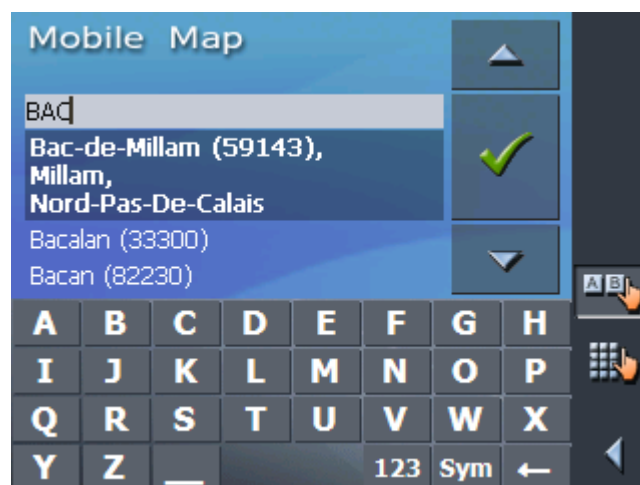 Mobile Map
BAC
Bac-de-Millam (59143),
Millam,
Nord-Pas-De-Calais
Bacalan (33300)
Bacan (82230)
A B
A B C D E F G H
I J K L M N O P
Q R S T U V W X
Y Z _ 123 Sym ←